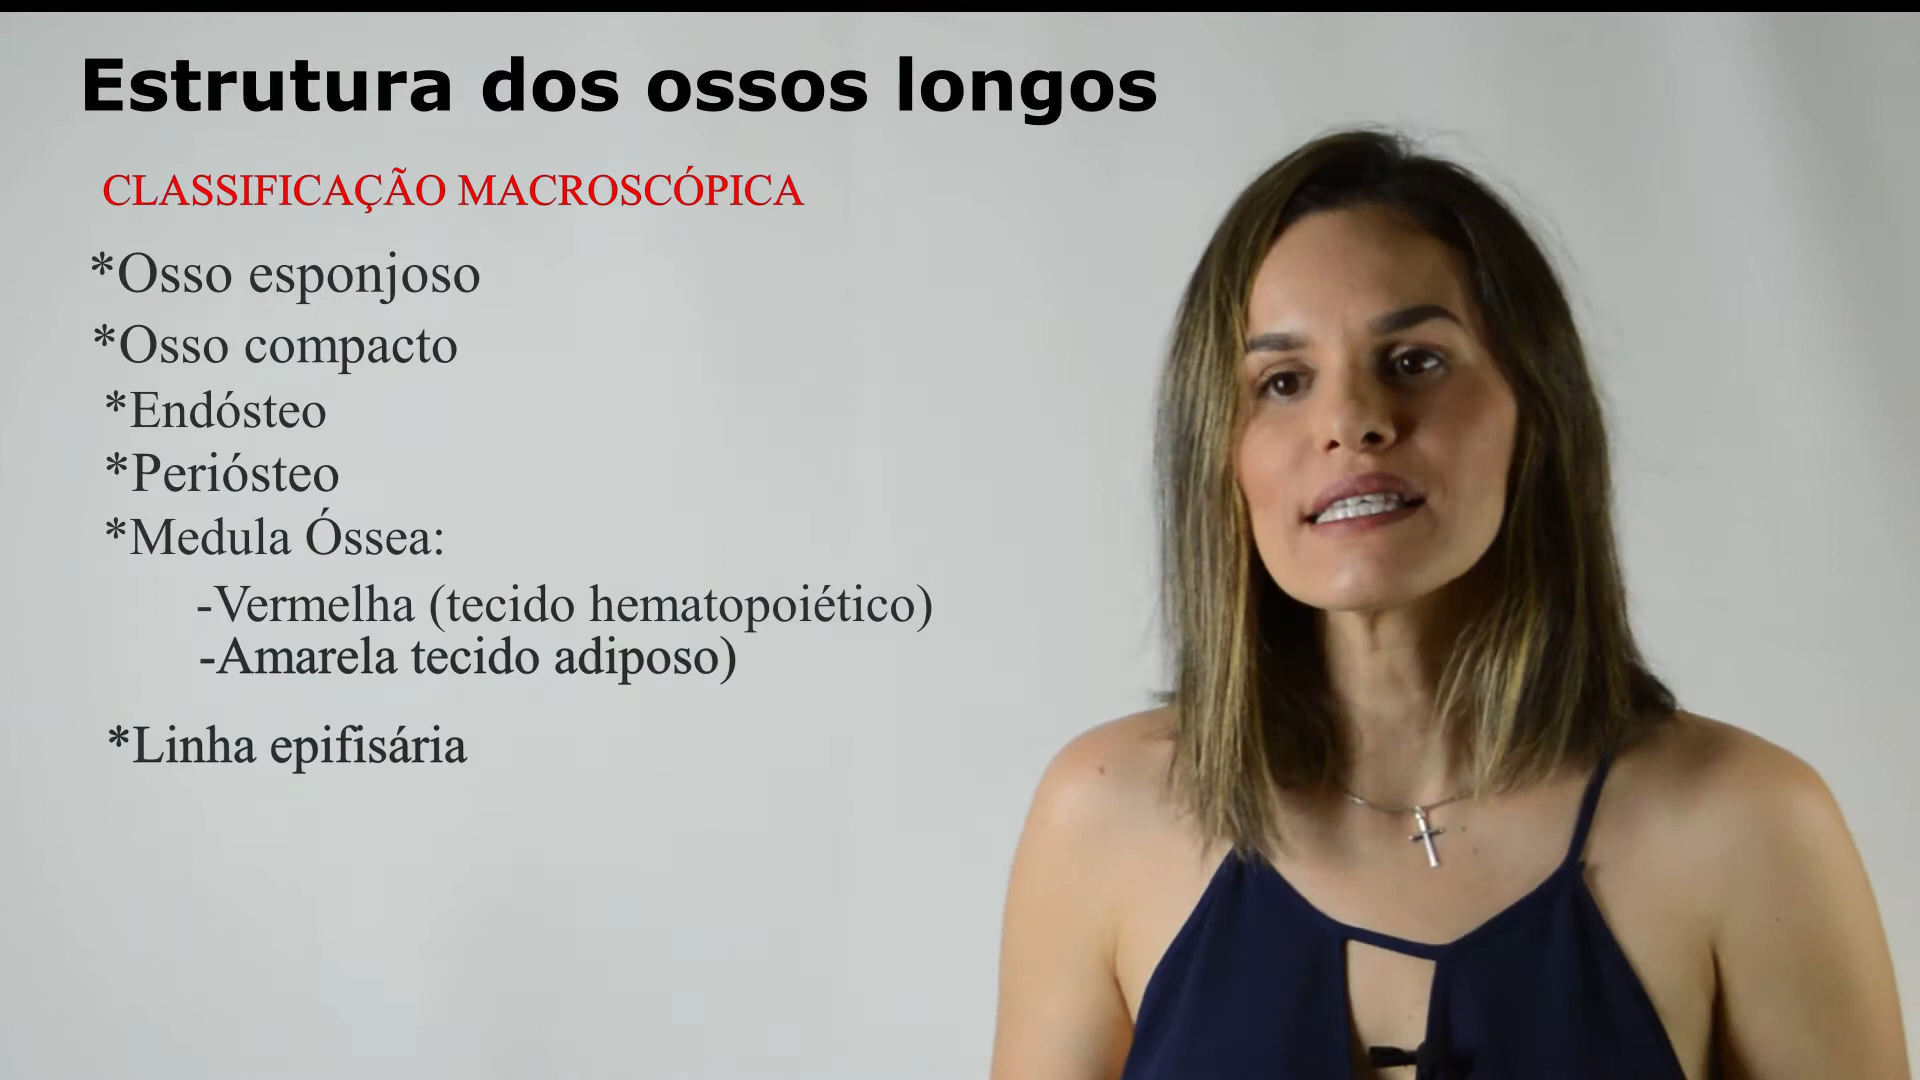 Estrutura dos ossos longos
CLASSIFICAÇÃO MACROSCÓPICA
*Osso esponjoso
*Osso compacto
*Endósteo
*Periósteo
*Medula Óssea:
-Vermelha (tecido hematopoiético)
-Amarela tecido adiposo)
*Linha epifisária